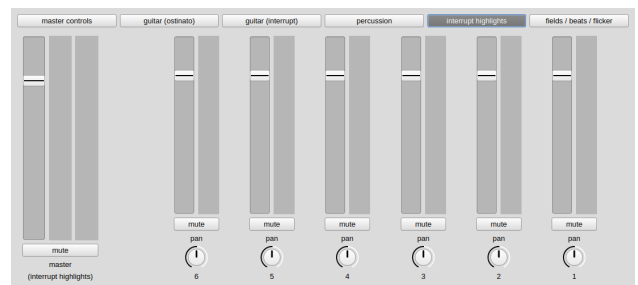 master controls
guitar (ostinato)
guitar (interrupt)
percussion
interrupt highlights
fields / beats / flicker
mute
master
(interrupt highlights)
mute
pan
6
mute
pan
5
mute
pan
4
mute
pan
3
mute
pan
2
mute
pan
1